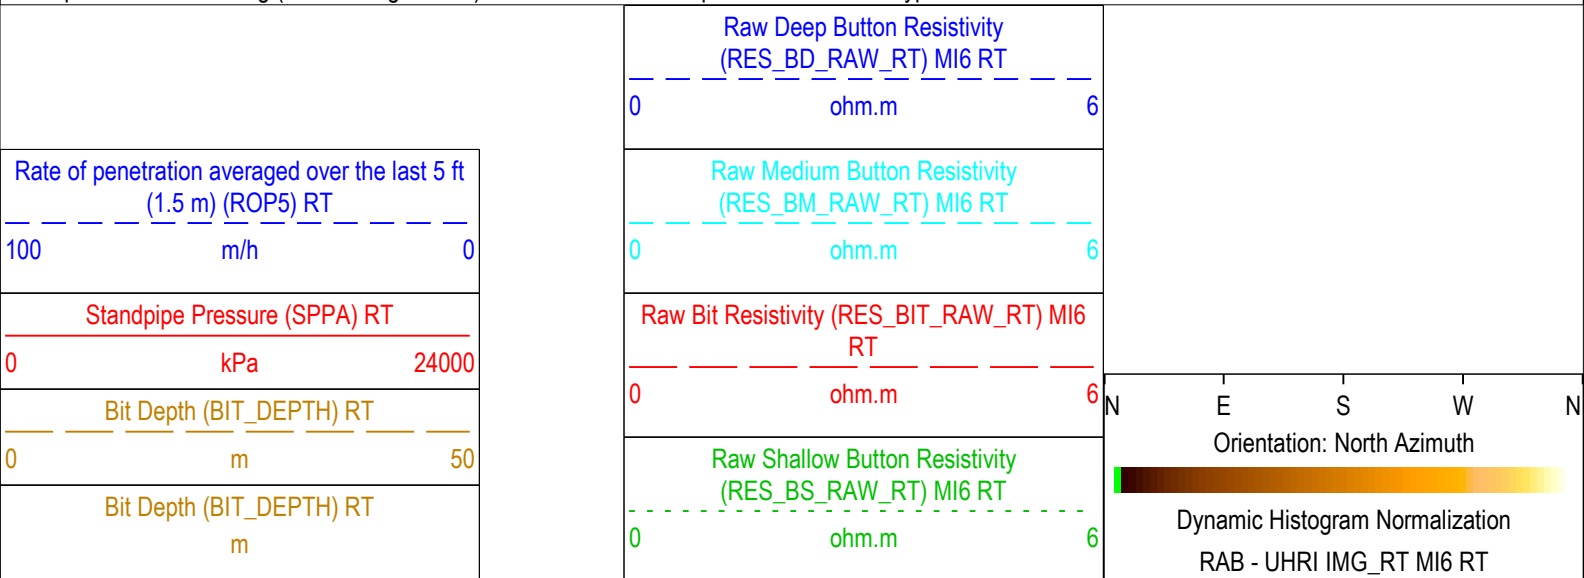 Raw Deep Button Resistivity
(RES_BD_RAW_RT) MI6 RT
0 ohm.m 6
Rate of penetration averaged over the last 5 ft
(1.5 m) (ROP5) RT
100 m/h 0
Raw Medium Button Resistivity
(RES_BM_RAW_RT) MI6 RT
0 ohm.m 6
Standpipe Pressure (SPPA) RT
0 kPa 24000
Raw Bit Resistivity (RES_BIT_RAW_RT) MI6
RT
0 ohm.m 6
Bit Depth (BIT_DEPTH) RT
0 m 50
Bit Depth (BIT_DEPTH) RT
m
Raw Shallow Button Resistivity
(RES_BS_RAW_RT) MI6 RT
0 ohm.m 6
N E S W N
Orientation: North Azimuth
Dynamic Histogram Normalization
RAB - UHRI IMG_RT MI6 RT